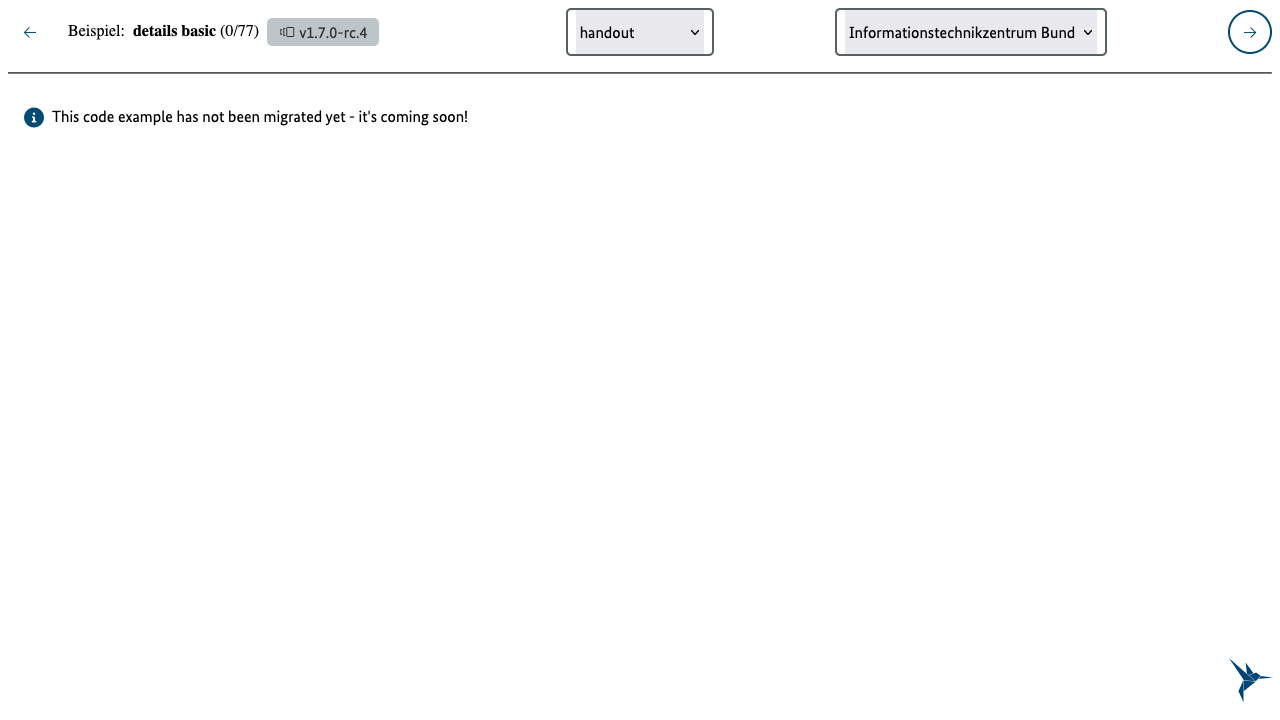 Beispiel: details basic (0/77) v1.7.0-rc.4 handout Informationstechnikzentrum Bund
This code example has not been migrated yet - it's coming soon!